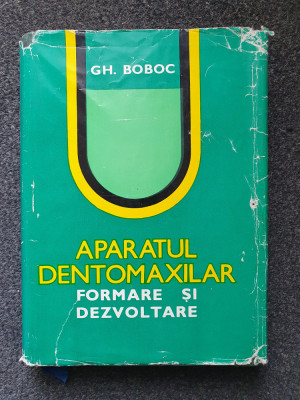 GH. BOBOC
APARATUL
DENTOMAXILAR
FORMARE ȘI
DEZVOLTARE